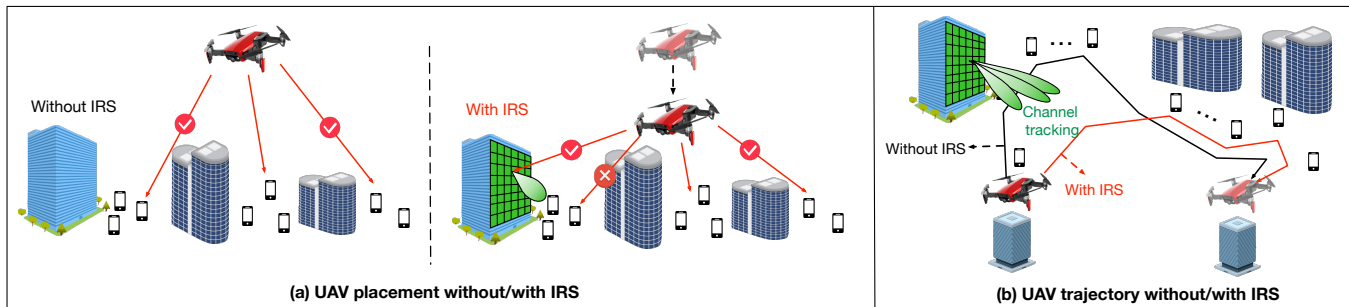 Without IRS
With IRS
(a) UAV placement without/with IRS
Channel
tracking
Without IRS
With IRS
(b) UAV trajectory without/with IRS